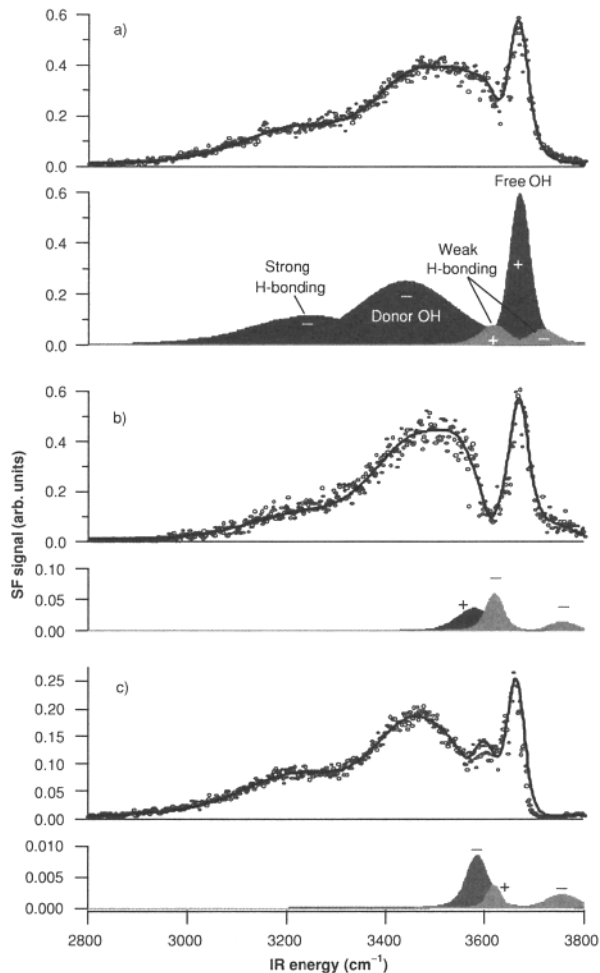 a)
0.6
0.4
0.2
0.0
0.6
0.4
0.2
0.0
Free OH
+
Strong
H-bonding
Weak
H-bonding
−
−
Donor OH
+
−
b)
0.6
0.4
0.2
0.0
0.10
0.05
0.00
+
−
−
SF signal (arb. units)
c)
0.25
0.20
0.15
0.10
0.05
0.00
0.010
0.005
0.000
−
+
−
2800 3000 3200 3400 3600 3800
IR energy (cm⁻¹)